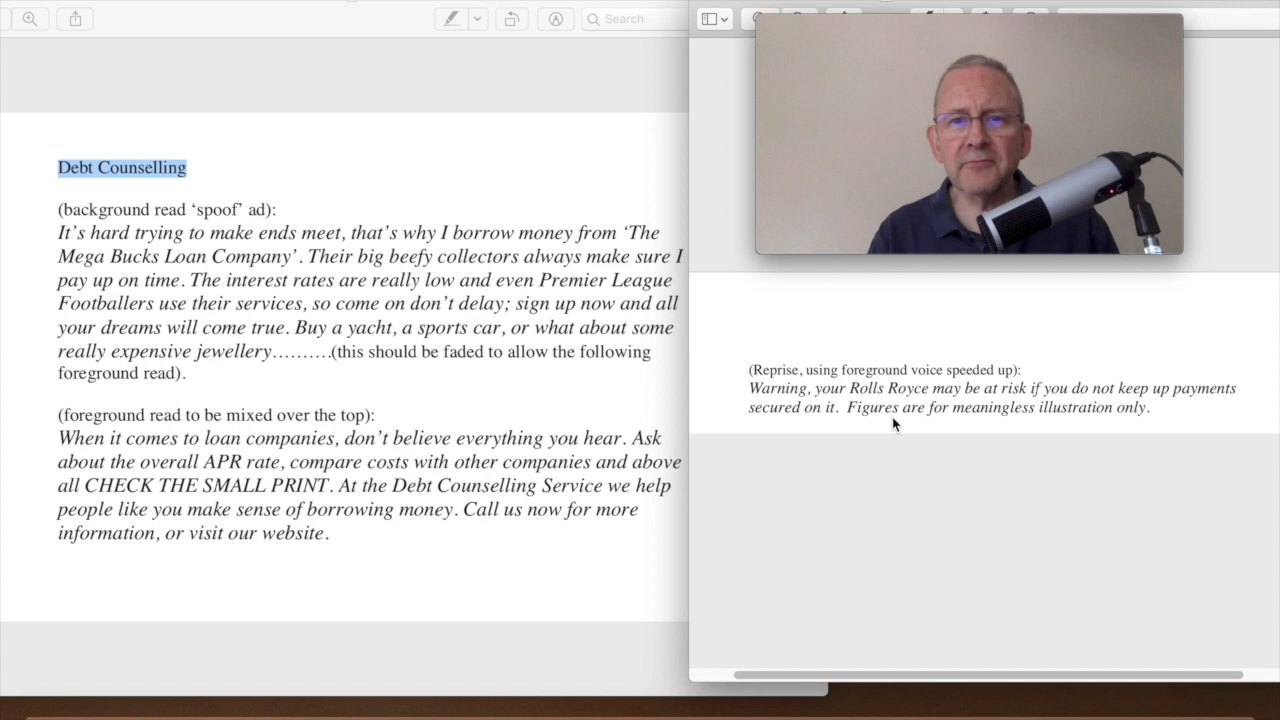 Search
Debt Counselling
(background read ‘spoof’ ad):
It’s hard trying to make ends meet, that’s why I borrow money from ‘The
Mega Bucks Loan Company’. Their big beefy collectors always make sure I
pay up on time. The interest rates are really low and even Premier League
Footballers use their services, so come on don’t delay; sign up now and all
your dreams will come true. Buy a yacht, a sports car, or what about some
really expensive jewellery……….(this should be faded to allow the following
foreground read).
(foreground read to be mixed over the top):
When it comes to loan companies, don’t believe everything you hear. Ask
about the overall APR rate, compare costs with other companies and above
all CHECK THE SMALL PRINT. At the Debt Counselling Service we help
people like you make sense of borrowing money. Call us now for more
information, or visit our website.
(Reprise, using foreground voice speeded up):
Warning, your Rolls Royce may be at risk if you do not keep up payments
secured on it.  Figures are for meaningless illustration only.